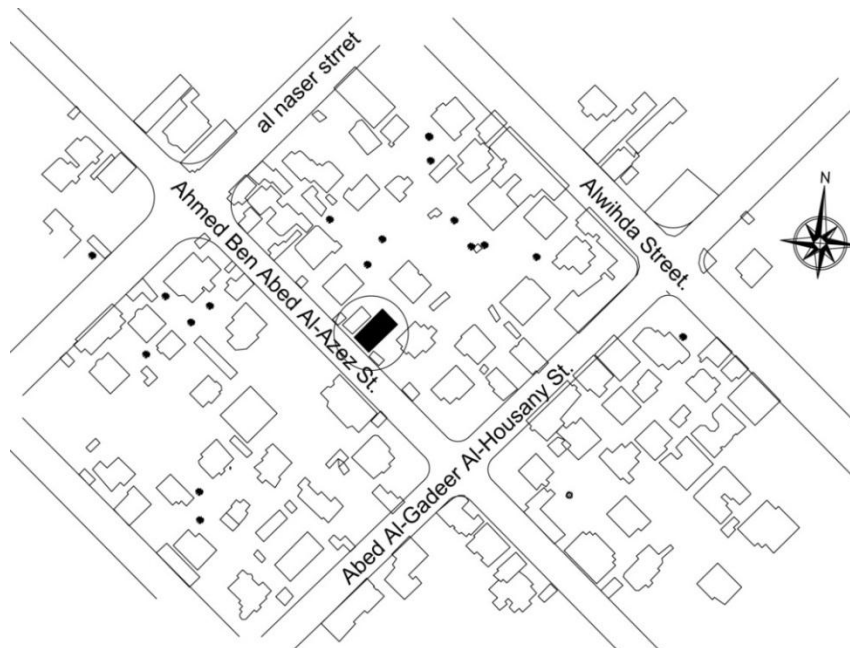 al naser strret
Alwihda Street.
N
Ahmed Ben Abed Al-Azez St.
Abed Al-Gadeer Al-Housany St.